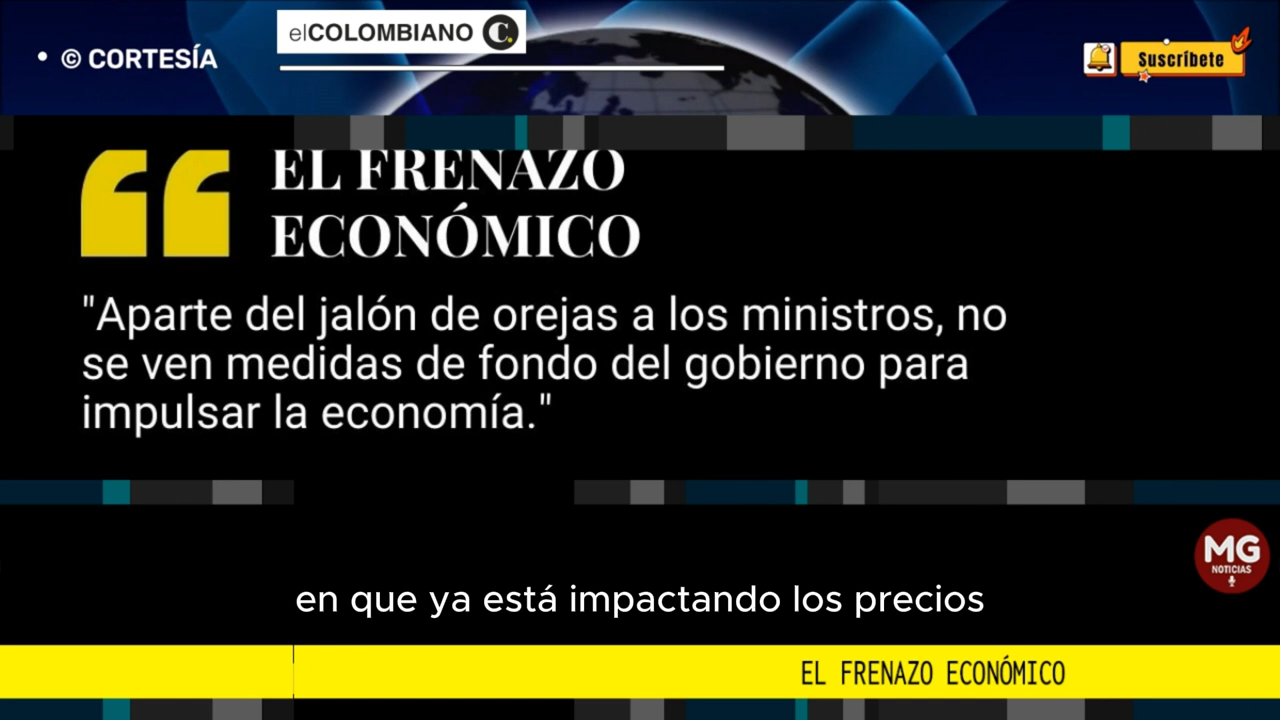 • © CORTESÍA
elCOLOMBIANO C.
Suscríbete
EL FRENAZO
ECONÓMICO
"Aparte del jalón de orejas a los ministros, no
se ven medidas de fondo del gobierno para
impulsar la economía."
MG
NOTICIAS
en que ya está impactando los precios
EL FRENAZO ECONÓMICO